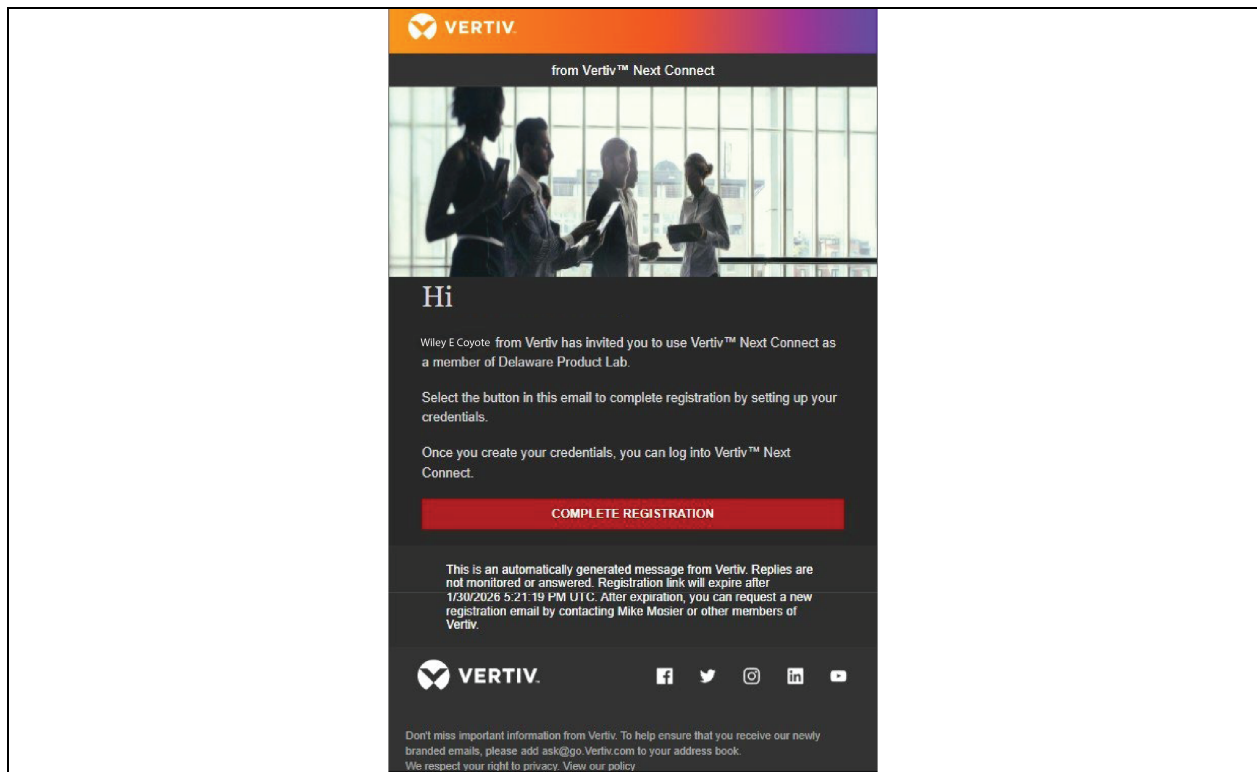 VERTIV.
from Vertiv™ Next Connect
Hi
Wiley E Coyote from Vertiv has invited you to use Vertiv™ Next Connect as
a member of Delaware Product Lab.
Select the button in this email to complete registration by setting up your
credentials.
Once you create your credentials, you can log into Vertiv™ Next
Connect.
COMPLETE REGISTRATION
This is an automatically generated message from Vertiv. Replies are
not monitored or answered. Registration link will expire after
1/30/2026 5:21:19 PM UTC. After expiration, you can request a new
registration email by contacting Mike Mosier or other members of
Vertiv.
VERTIV.
Don't miss important information from Vertiv. To help ensure that you receive our newly
branded emails, please add ask@go.Vertiv.com to your address book.
We respect your right to privacy. View our policy